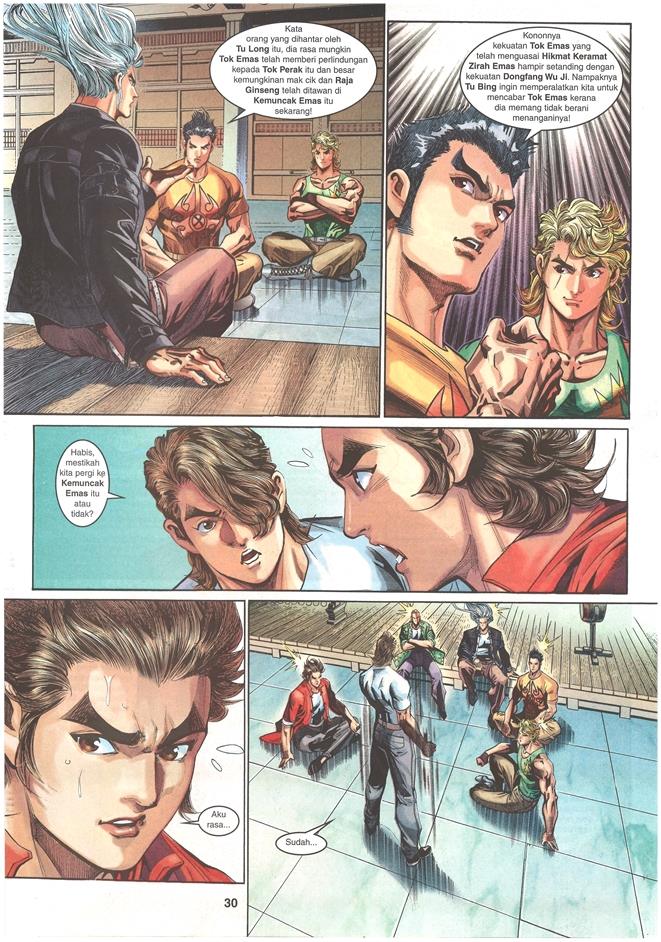 Kata
orang yang dihantar oleh
Tu Long itu, dia rasa mungkin
Tok Emas telah memberi perlindungan
kepada Tok Perak itu dan besar
kemungkinan mak cik dan Raja
Ginseng telah ditawan di
Kemuncak Emas itu
sekarang!
Kononnya
kekuatan Tok Emas yang
telah menguasai Hikmat Keramat
Zirah Emas hampir setanding dengan
kekuatan Dongfang Wu Ji. Nampaknya
Tu Bing ingin memperalatkan kita untuk
mencabar Tok Emas kerana
dia memang tidak berani
menanganinya!
Habis,
mestikah
kita pergi ke
Kemuncak
Emas itu
atau
tidak?
Aku
rasa...
Sudah...
30